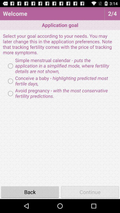 3:14
Welcome 2/4
Application goal
Select your goal according to your needs. You may
later change this in the application preferences. Note
that tracking fertility comes with the price of tracking
more symptoms.
Simple menstrual calendar - puts the
application in a simplified mode, where fertility
details are not shown,
Conceive a baby - highlighting predicted most
fertile days,
Avoid pregnancy - with the most conservative
fertility predictions.
Back Continue